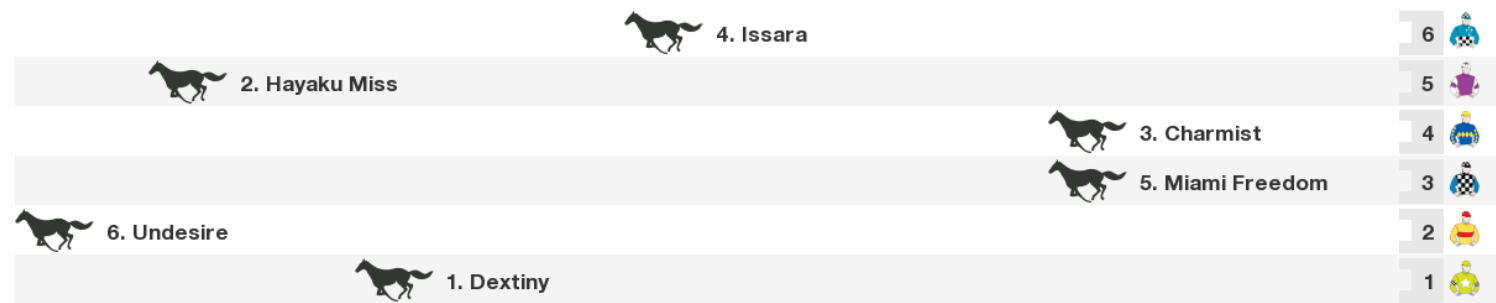 4. Issara 6
2. Hayaku Miss 5
3. Charmist 4
5. Miami Freedom 3
6. Undesire 2
1. Dextiny 1